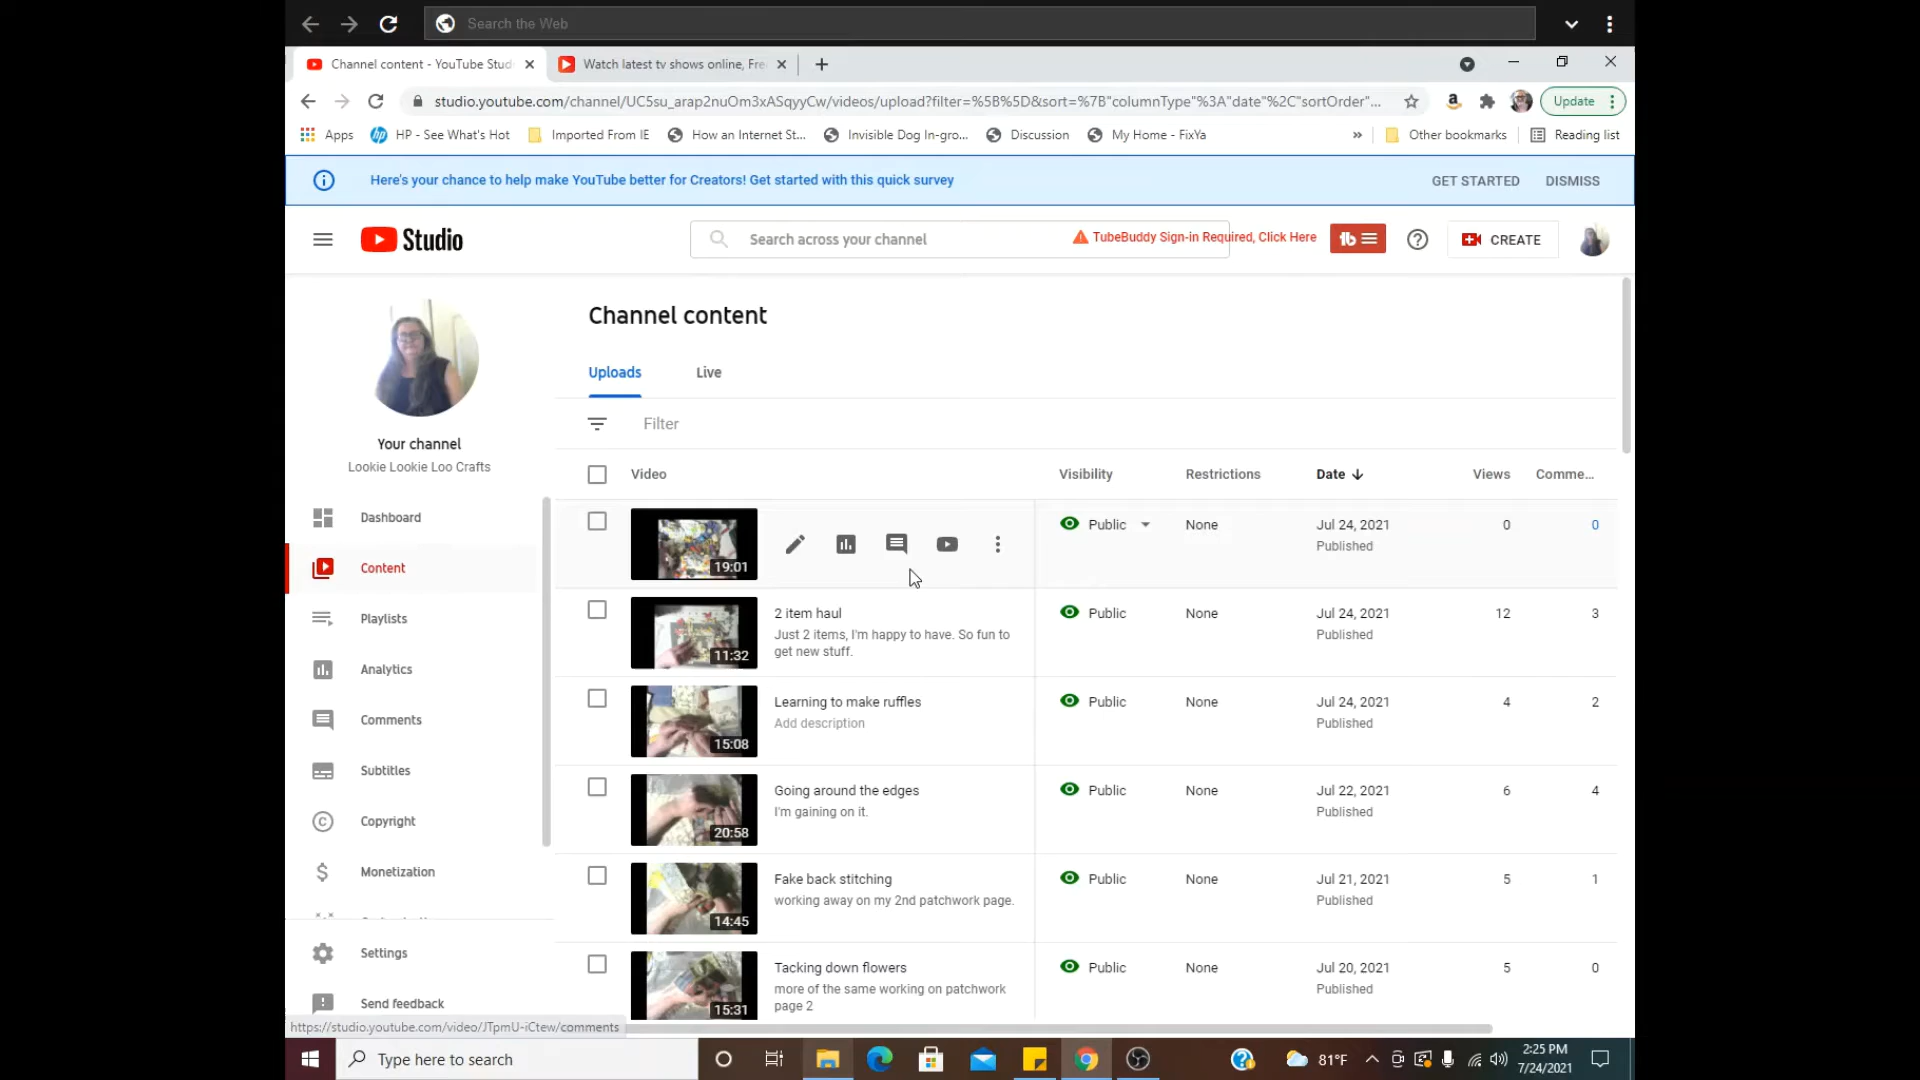 Search the Web
Channel content - YouTube Stud
Watch latest tv shows online, Fre
studio.youtube.com/channel/UC5su_arap2nuOm3xASqyyCw/videos/upload?filter=%5B%5D&sort=%7B"columnType"%3A"date"%2C"sortOrder"...
Update
Apps
HP - See What's Hot
Imported From IE
How an Internet St...
Invisible Dog In-gro...
Discussion
My Home - FixYa
»
Other bookmarks
Reading list
Here's your chance to help make YouTube better for Creators! Get started with this quick survey
GET STARTED
DISMISS
Studio
Search across your channel
TubeBuddy Sign-in Required, Click Here
tb
CREATE
Your channel
Lookie Lookie Loo Crafts
Dashboard
Content
Playlists
Analytics
Comments
Subtitles
Copyright
Monetization
Settings
Send feedback
https://studio.youtube.com/video/JTpmU-iCtew/comments
Channel content
Uploads
Live
Filter
Video
Visibility
Restrictions
Date
Views
Comme...
19:01
Public
None
Jul 24, 2021
Published
0
0
11:32
2 item haul
Just 2 items, I'm happy to have. So fun to
get new stuff.
Public
None
Jul 24, 2021
Published
12
3
15:08
Learning to make ruffles
Add description
Public
None
Jul 24, 2021
Published
4
2
20:58
Going around the edges
I'm gaining on it.
Public
None
Jul 22, 2021
Published
6
4
14:45
Fake back stitching
working away on my 2nd patchwork page.
Public
None
Jul 21, 2021
Published
5
1
15:31
Tacking down flowers
more of the same working on patchwork
page 2
Public
None
Jul 20, 2021
Published
5
0
Type here to search
81°F
2:25 PM
7/24/2021